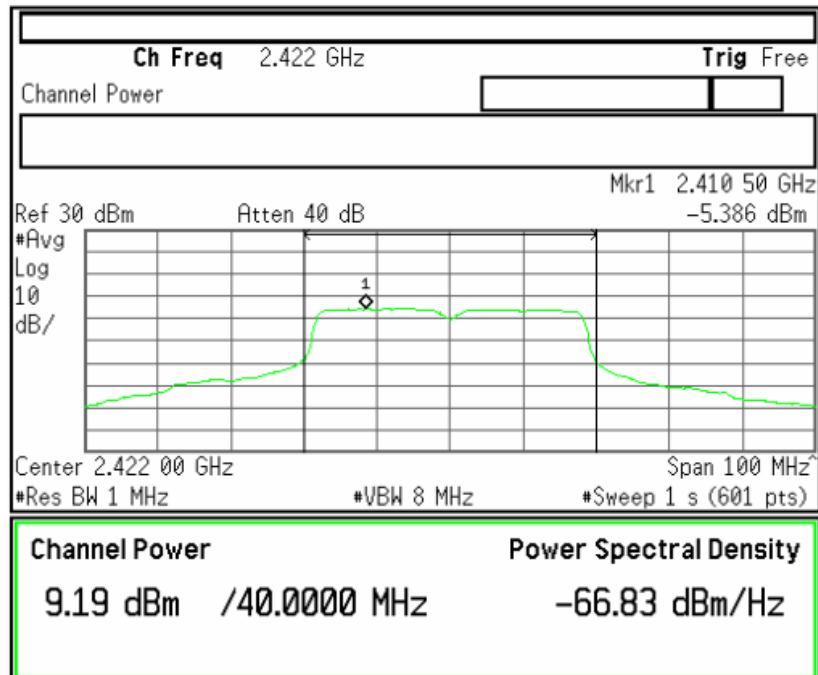 Ch Freq 2.422 GHz Trig Free
Channel Power
Mkr1 2.410 50 GHz
Ref 30 dBm Atten 40 dB -5.386 dBm
#Avg
Log
10
dB/
1
Center 2.422 00 GHz Span 100 MHz^
#Res BW 1 MHz #VBW 8 MHz #Sweep 1 s (601 pts)
Channel Power Power Spectral Density
9.19 dBm /40.0000 MHz -66.83 dBm/Hz